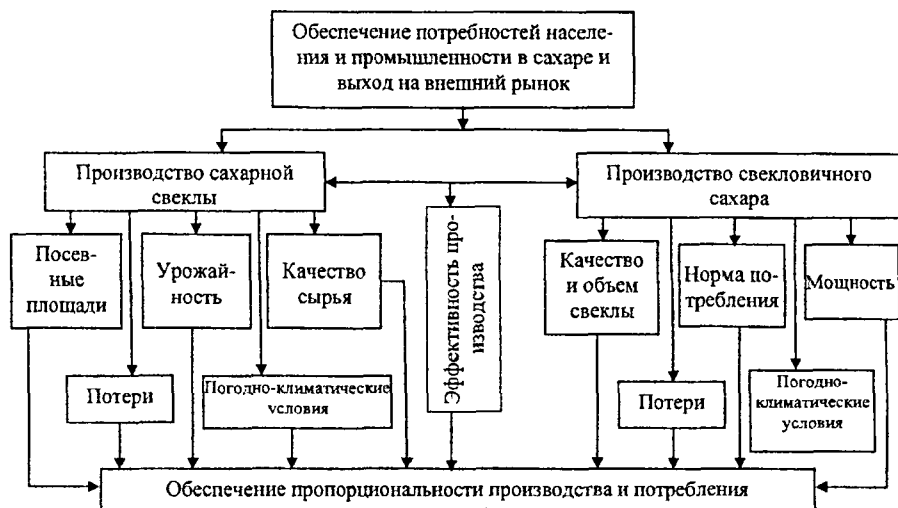 Обеспечение потребностей населе-
ния и промышленности в сахаре и
выход на внешний рынок
Производство сахарной
свеклы
Производство свекловичного
сахара
Посев-
ные
площади
Урожай-
ность
Качество
сырья
Эффективность про-
изводства
Качество
и объем
свеклы
Норма по-
требления
Мощность
Потери
Погодно-климатические
условия
Потери
Погодно-
климатические
условия
Обеспечение пропорциональности производства и потребления